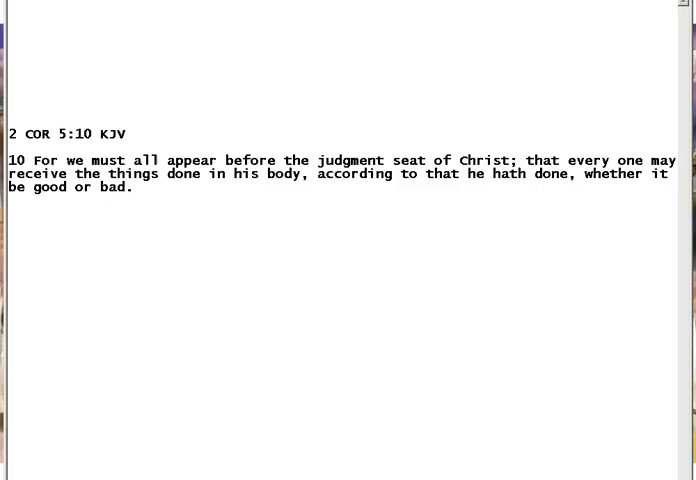 2 COR 5:10 KJV
10 For we must all appear before the judgment seat of Christ; that every one may
receive the things done in his body, according to that he hath done, whether it
be good or bad.